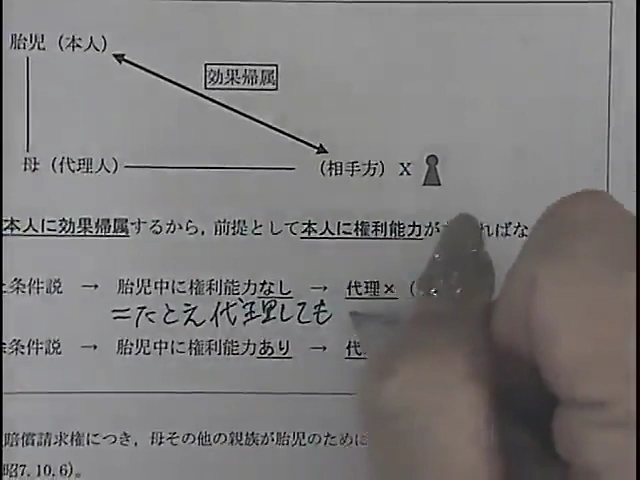 胎児（本人）
効果帰属
母（代理人）
（相手方）X
本人に効果帰属するから，前提として本人に権利能力が ければな
条件説 → 胎児中に権利能力なし → 代理×（
＝たとえ代理しても
条件説 → 胎児中に権利能力あり → 代
賠償請求権につき，母その他の親族が胎児のために
昭7.10.6)。